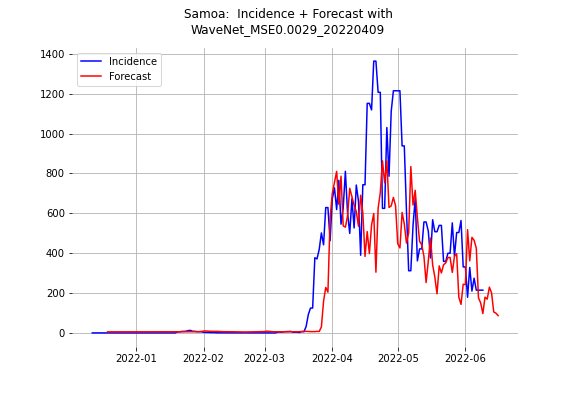 Samoa:  Incidence + Forecast with
WaveNet_MSE0.0029_20220409
Incidence
Forecast
1400
1200
1000
800
600
400
200
0
2022-01 2022-02 2022-03 2022-04 2022-05 2022-06